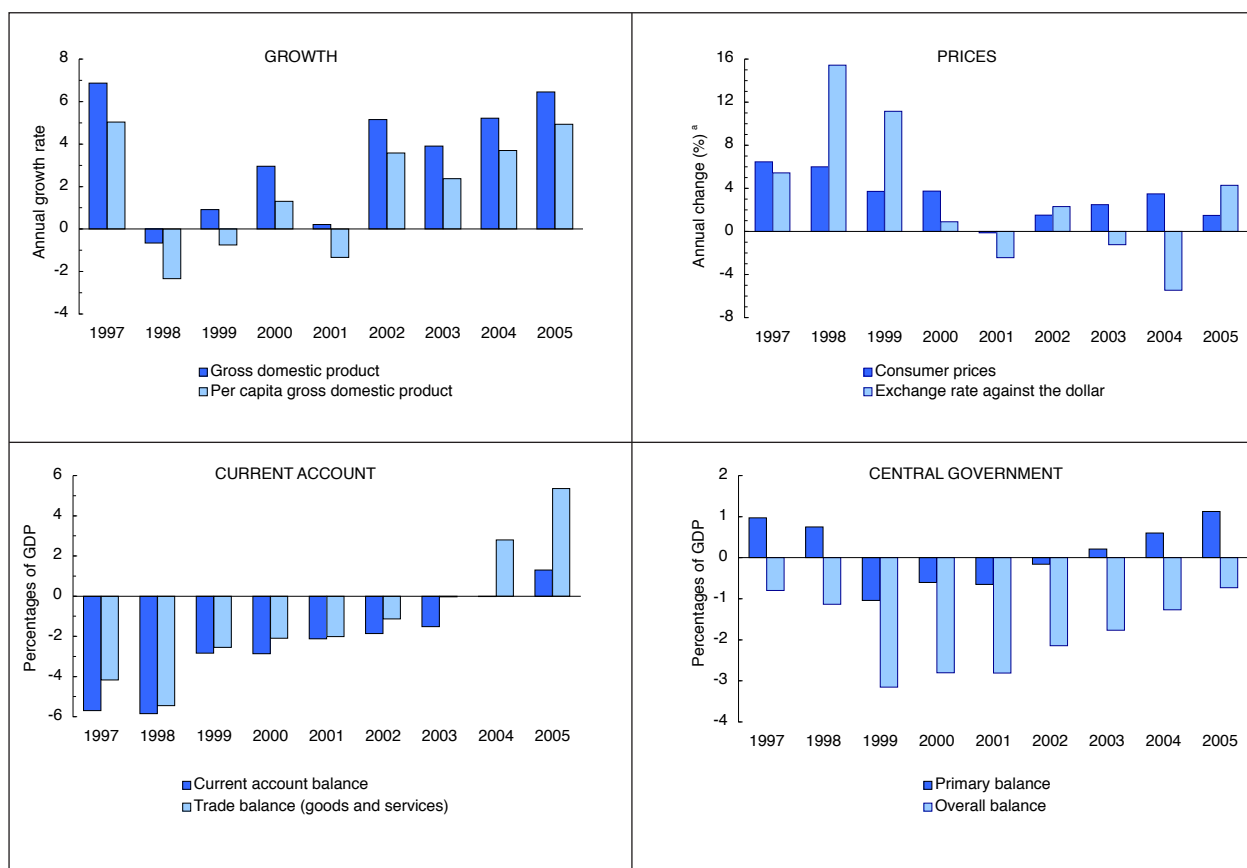 GROWTH
Annual growth rate
8
6
4
2
0
-2
-4
1997 1998 1999 2000 2001 2002 2003 2004 2005
Gross domestic product
Per capita gross domestic product
PRICES
Annual change (%) ª
16
12
8
4
0
-4
-8
1997 1998 1999 2000 2001 2002 2003 2004 2005
Consumer prices
Exchange rate against the dollar
CURRENT ACCOUNT
Percentages of GDP
6
4
2
0
-2
-4
-6
1997 1998 1999 2000 2001 2002 2003 2004 2005
Current account balance
Trade balance (goods and services)
CENTRAL GOVERNMENT
Percentages of GDP
2
1
0
-1
-2
-3
-4
1997 1998 1999 2000 2001 2002 2003 2004 2005
Primary balance
Overall balance